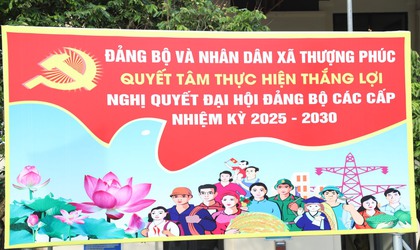 ĐẢNG BỘ VÀ NHÂN DÂN XÃ THƯỢNG PHÚC
QUYẾT TÂM THỰC HIỆN THẮNG LỢI
NGHỊ QUYẾT ĐẠI HỘI ĐẢNG BỘ CÁC CẤP
NHIỆM KỲ 2025 - 2030